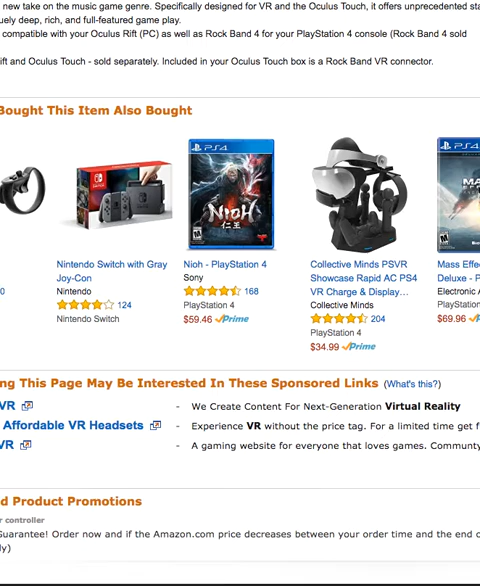 new take on the music game genre. Specifically designed for VR and the Oculus Touch, it offers unprecedented
uely deep, rich, and full-featured game play.
compatible with your Oculus Rift (PC) as well as Rock Band 4 for your PlayStation 4 console (Rock Band 4 sold
ift and Oculus Touch - sold separately. Included in your Oculus Touch box is a Rock Band VR connector.
Bought This Item Also Bought
Nintendo Switch with Gray
Joy-Con
Nintendo
124
Nintendo Switch
PS4
NIOH
仁王
Nioh - PlayStation 4
Sony
168
PlayStation 4
$59.46 Prime
Collective Minds PSVR
Showcase Rapid AC PS4
VR Charge & Display...
Collective Minds
204
PlayStation 4
$34.99 Prime
PS4
Mass Effe
Deluxe - P
Electronic A
PlayStation
$69.96
0
ng This Page May Be Interested In These Sponsored Links (What's this?)
VR - We Create Content For Next-Generation Virtual Reality
Affordable VR Headsets - Experience VR without the price tag. For a limited time get f
VR - A gaming website for everyone that loves games. Communty
d Product Promotions
r controller
Guarantee! Order now and if the Amazon.com price decreases between your order time and the end o
ly)